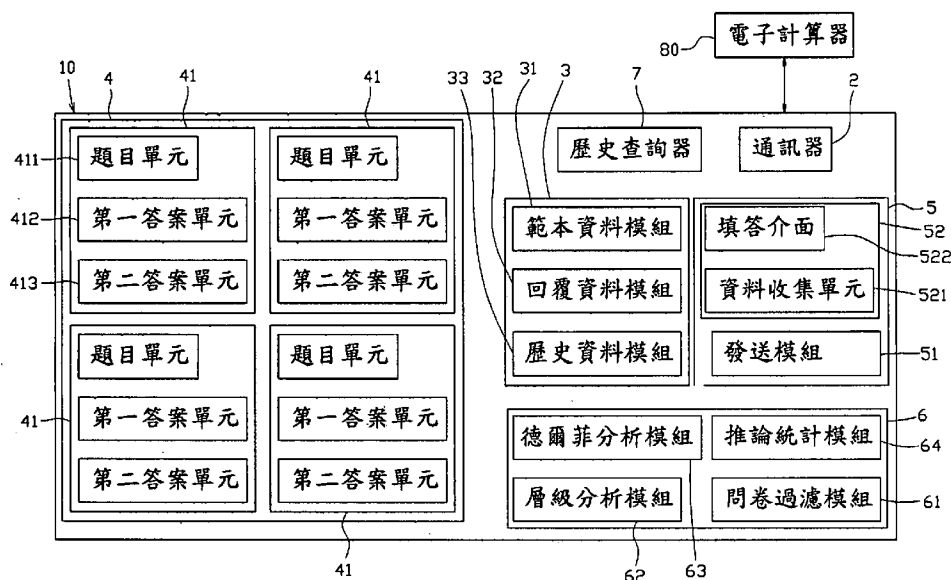 電子計算器
80
10
4
41
41
33
32
31
3
7
2
歷史查詢器
通訊器
411
題目單元
題目單元
412
第一答案單元
第一答案單元
413
第二答案單元
第二答案單元
範本資料模組
回覆資料模組
歷史資料模組
填答介面
資料收集單元
發送模組
5
52
522
521
51
題目單元
題目單元
41
第一答案單元
第一答案單元
第二答案單元
第二答案單元
41
德爾菲分析模組
推論統計模組
層級分析模組
問卷過濾模組
6
64
61
62
63